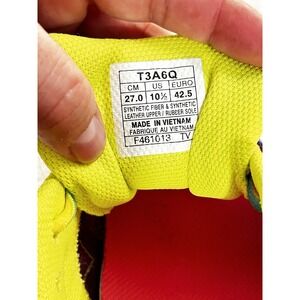 T3A6Q
CM US EURO
27.0 10½ 42.5
SYNTHETIC FIBER & SYNTHETIC
LEATHER UPPER / RUBBER SOLE
MADE IN VIETNAM
FABRIQUE AU VIETNAM
F461013 TV